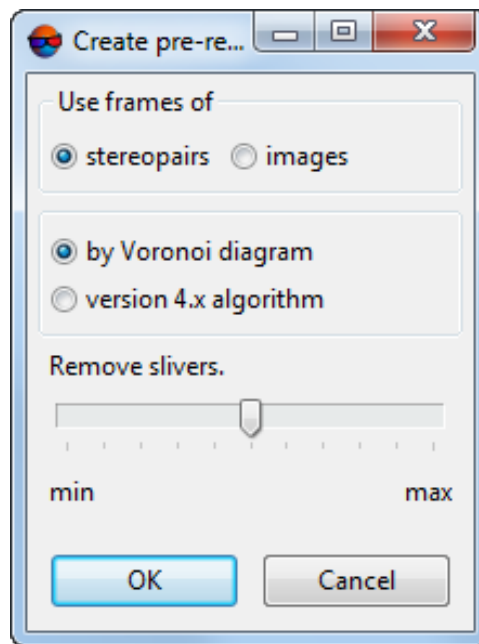 Create pre-re...
Use frames of
stereopairs images
by Voronoi diagram
version 4.x algorithm
Remove slivers.
min max
OK Cancel